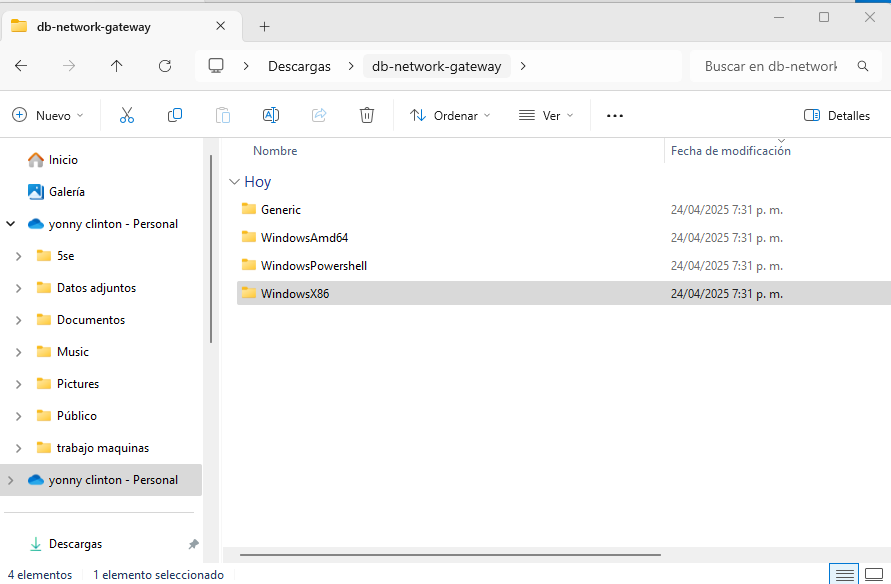 db-network-gateway
Descargas
db-network-gateway
Buscar en db-network
Nuevo
Ordenar
Ver
Detalles
Nombre
Fecha de modificación
Inicio
Galería
yonny clinton - Personal
5se
Datos adjuntos
Documentos
Music
Pictures
Público
trabajo maquinas
yonny clinton - Personal
Descargas
Hoy
Generic 24/04/2025 7:31 p. m.
WindowsAmd64 24/04/2025 7:31 p. m.
WindowsPowershell 24/04/2025 7:31 p. m.
WindowsX86 24/04/2025 7:31 p. m.
4 elementos 1 elemento seleccionado